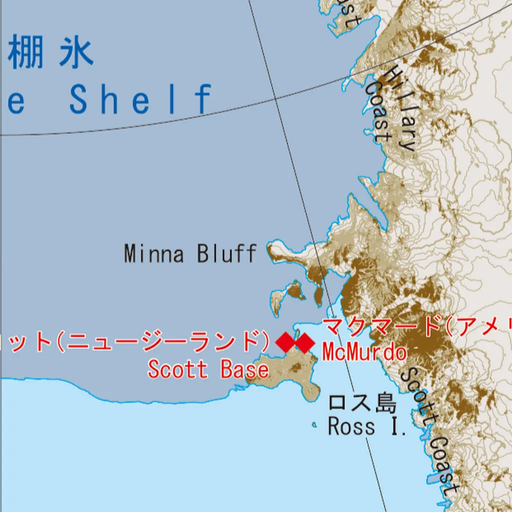 ust
棚 氷
e Shelf
Hillary
Coast
Minna Bluff
マクマード(アメリ
McMurdo
ット(ニュージーランド)
Scott Base
ロス島
Ross I.
Scott Coast